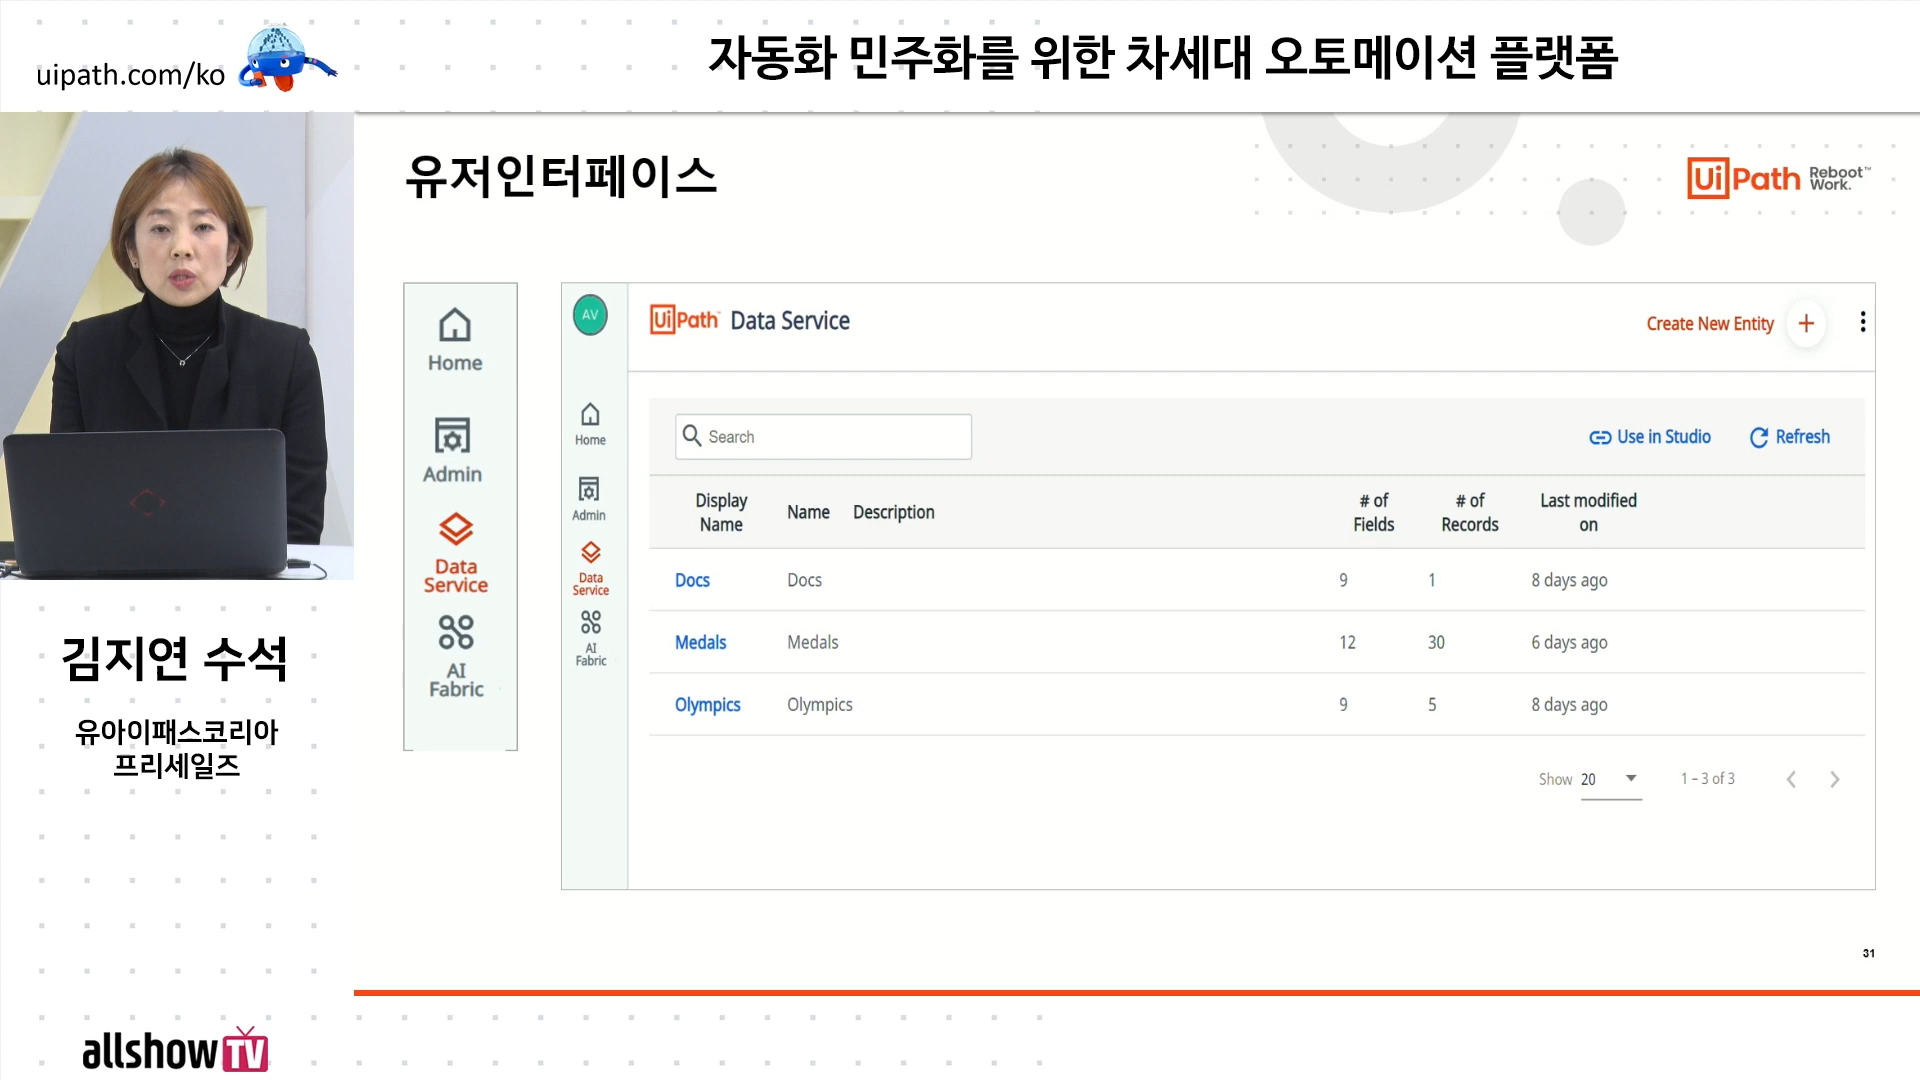 uipath.com/ko
자동화 민주화를 위한 차세대 오토메이션 플랫폼
유저인터페이스
UiPath Reboot Work.™
Home
Admin
Data
Service
AI
Fabric
AV
Home
Admin
Data
Service
AI
Fabric
UiPath™ Data Service
Create New Entity +
Search
Use in Studio Refresh
Display Name Name Description # of Fields # of Records Last modified on
Docs Docs 9 1 8 days ago
Medals Medals 12 30 6 days ago
Olympics Olympics 9 5 8 days ago
Show 20 1 – 3 of 3
31
김지연 수석
유아이패스코리아
프리세일즈
allshowTV